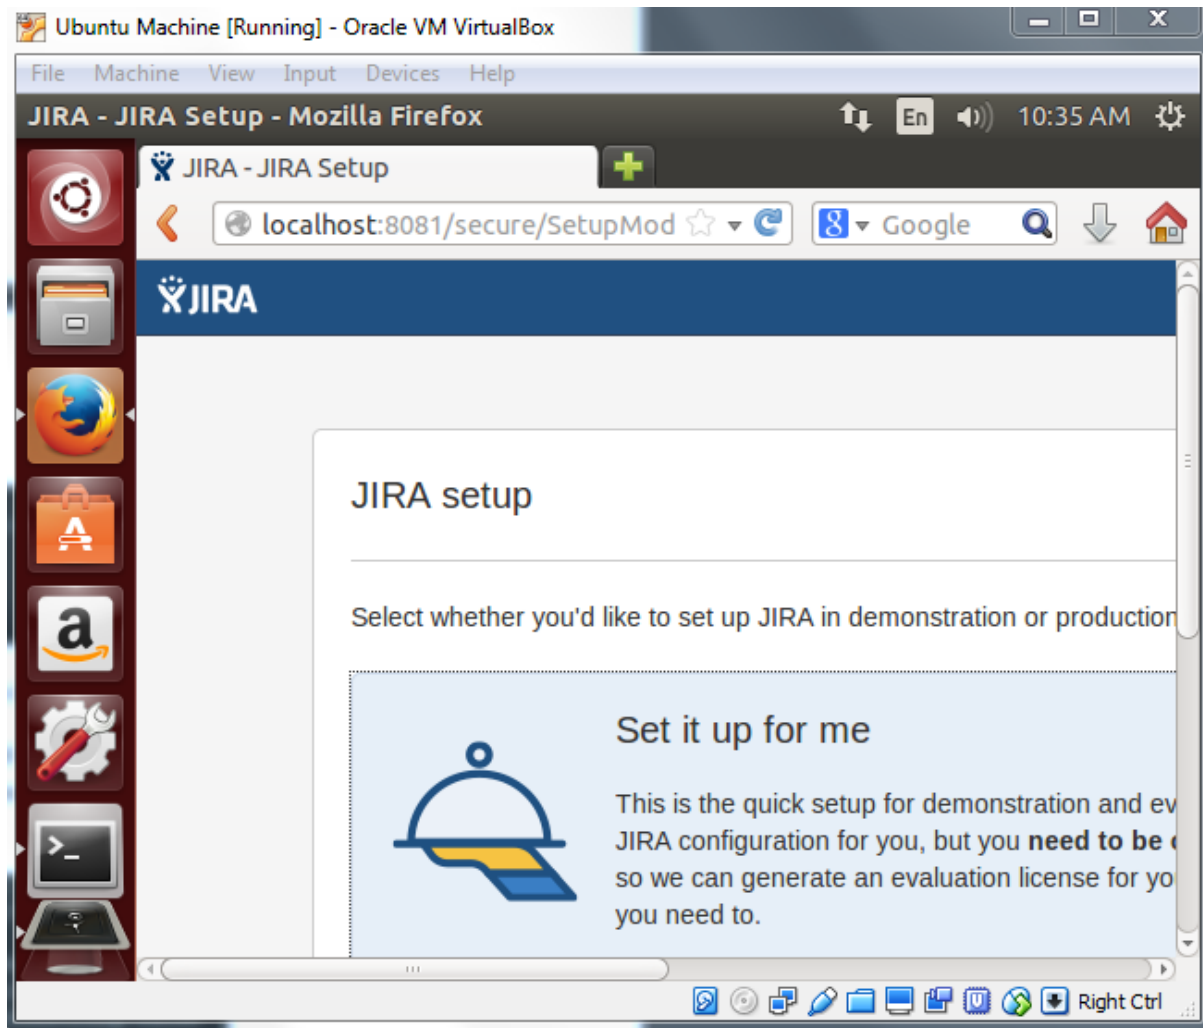 Ubuntu Machine [Running] - Oracle VM VirtualBox
File Machine View Input Devices Help
JIRA - JIRA Setup - Mozilla Firefox En 10:35 AM
JIRA - JIRA Setup
localhost:8081/secure/SetupMod 8 Google
JIRA
JIRA setup
Select whether you'd like to set up JIRA in demonstration or production
Set it up for me
This is the quick setup for demonstration and ev
JIRA configuration for you, but you need to be
so we can generate an evaluation license for yo
you need to.
Right Ctrl